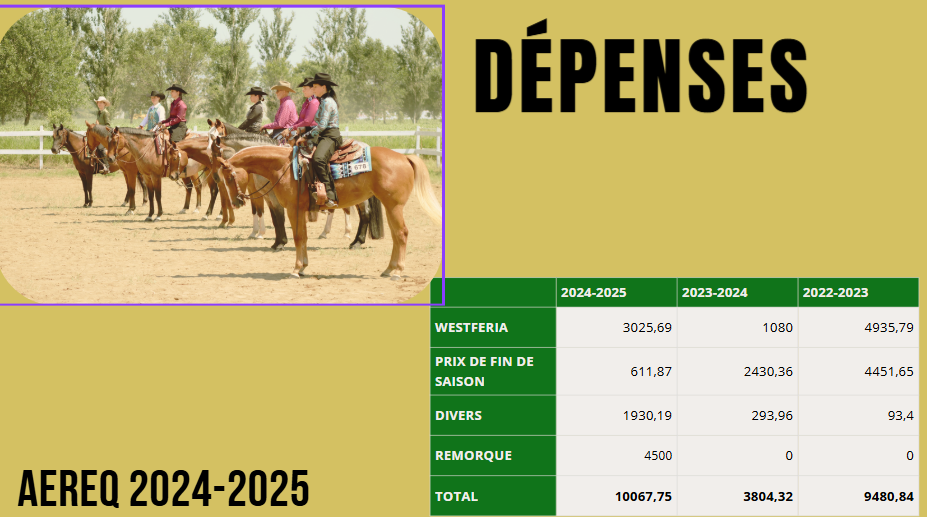 DÉPENSES
678
2024-2025 2023-2024 2022-2023
WESTFERIA 3025,69 1080 4935,79
PRIX DE FIN DE
SAISON 611,87 2430,36 4451,65
DIVERS 1930,19 293,96 93,4
REMORQUE 4500 0 0
TOTAL 10067,75 3804,32 9480,84
AEREQ 2024-2025